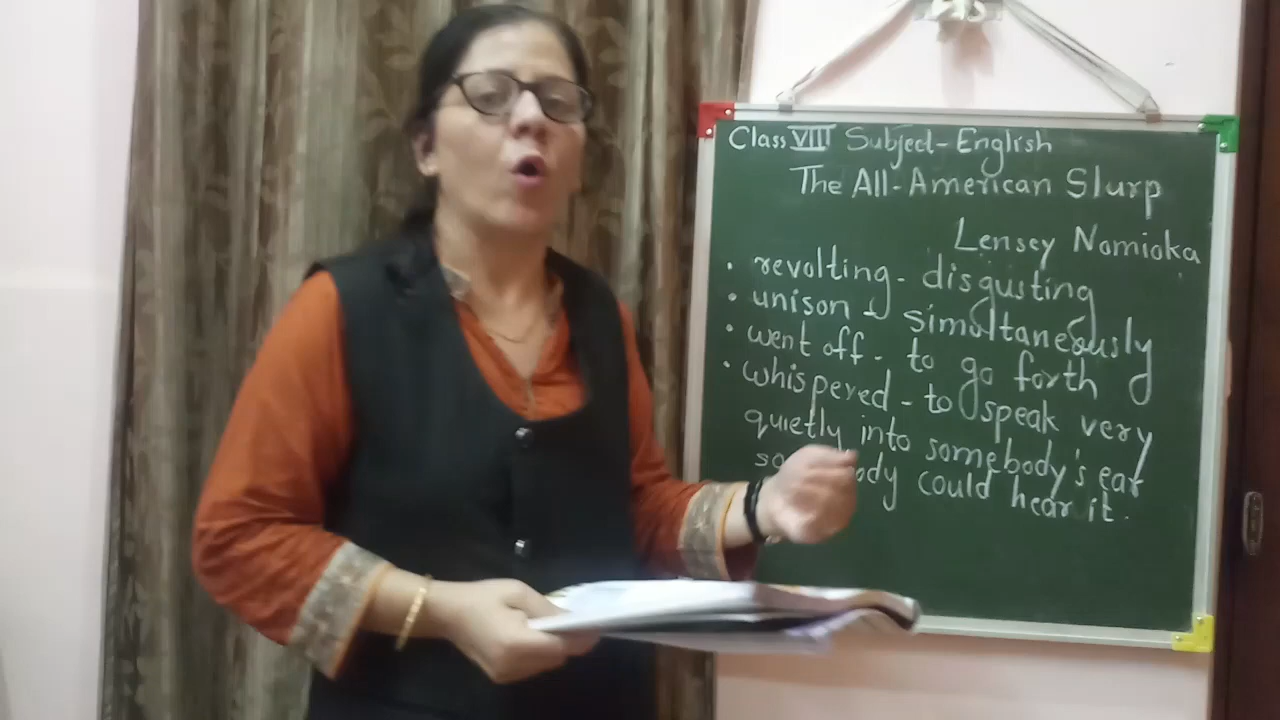 Class VIII Subject-English
The All-American Slurp
Lensey Nomioka
• revolting - disgusting
• unison → simultaneously
• went off - to go forth
• whispered - to speak very
quietly into somebody's ear
could hear it.